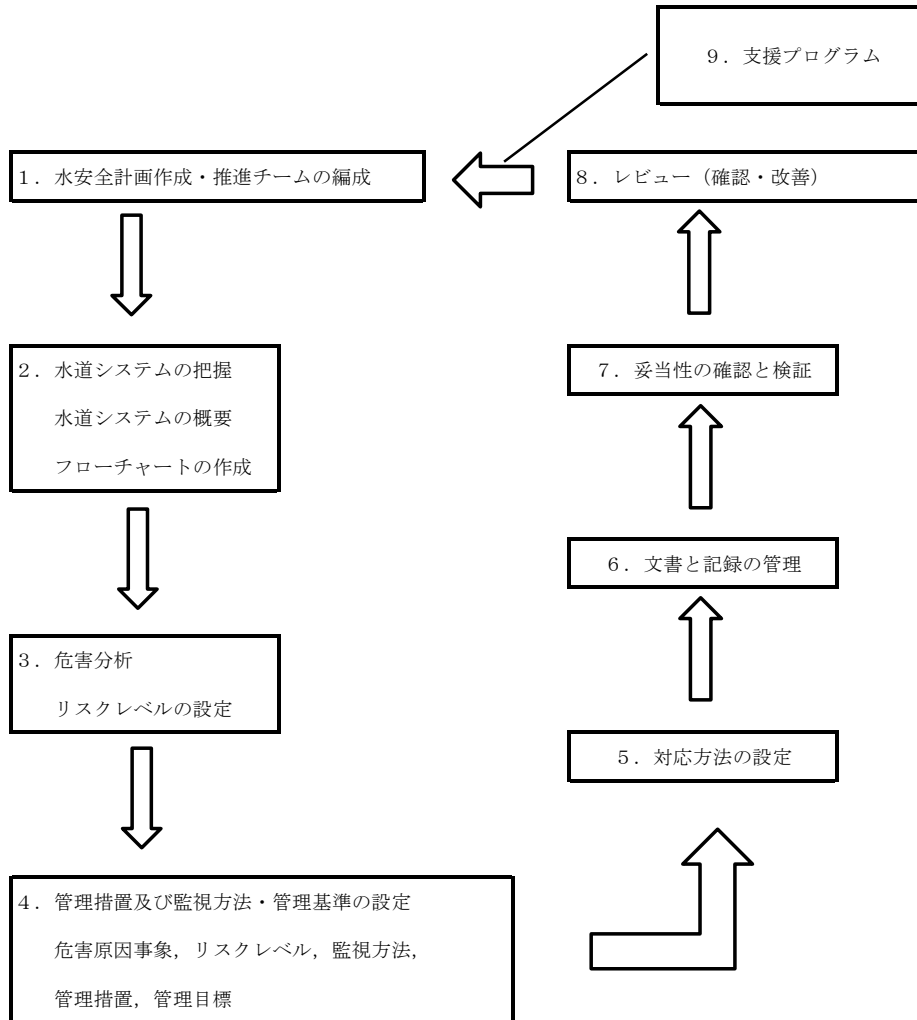 9．支援プログラム
1．水安全計画作成・推進チームの編成
8．レビュー（確認・改善）
2．水道システムの把握
水道システムの概要
フローチャートの作成
7．妥当性の確認と検証
6．文書と記録の管理
3．危害分析
リスクレベルの設定
5．対応方法の設定
4．管理措置及び監視方法・管理基準の設定
危害原因事象，リスクレベル，監視方法，
管理措置，管理目標